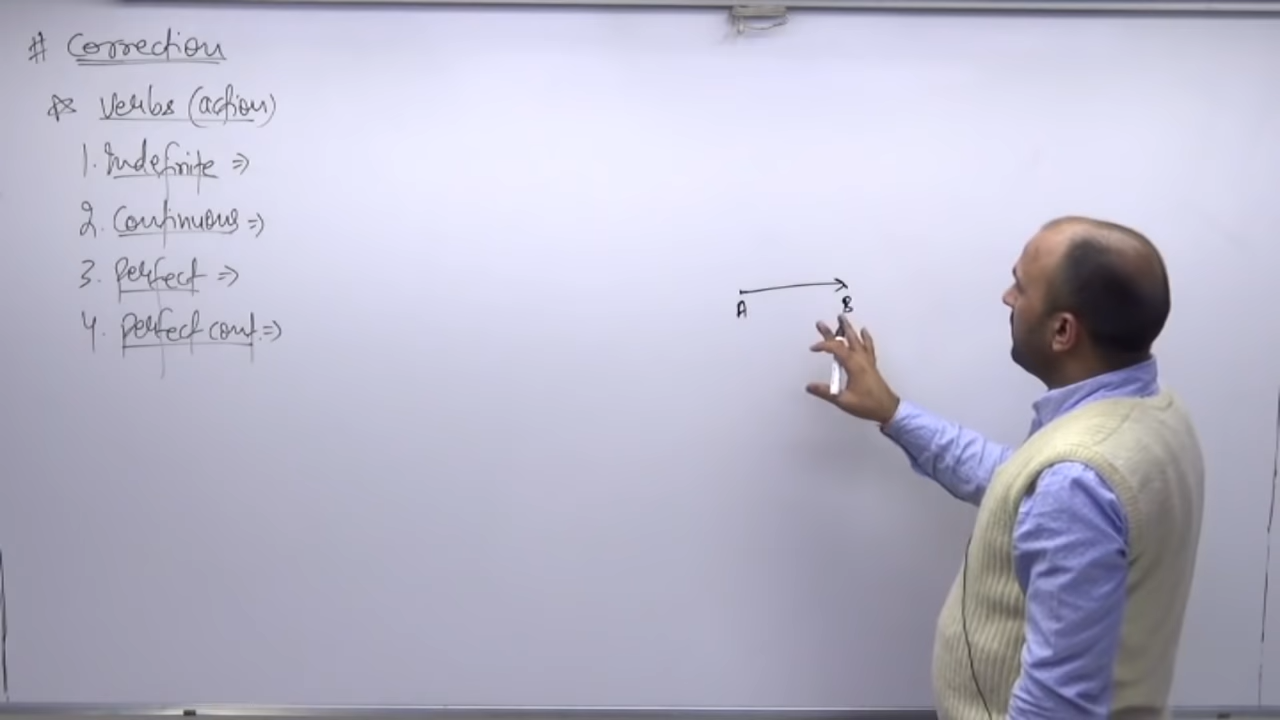 # Correction
☆ verbs (action)
1. Indefinite ⇒
2. Continuous ⇒
3. Perfect ⇒
4. Perfect cont. ⇒
A B